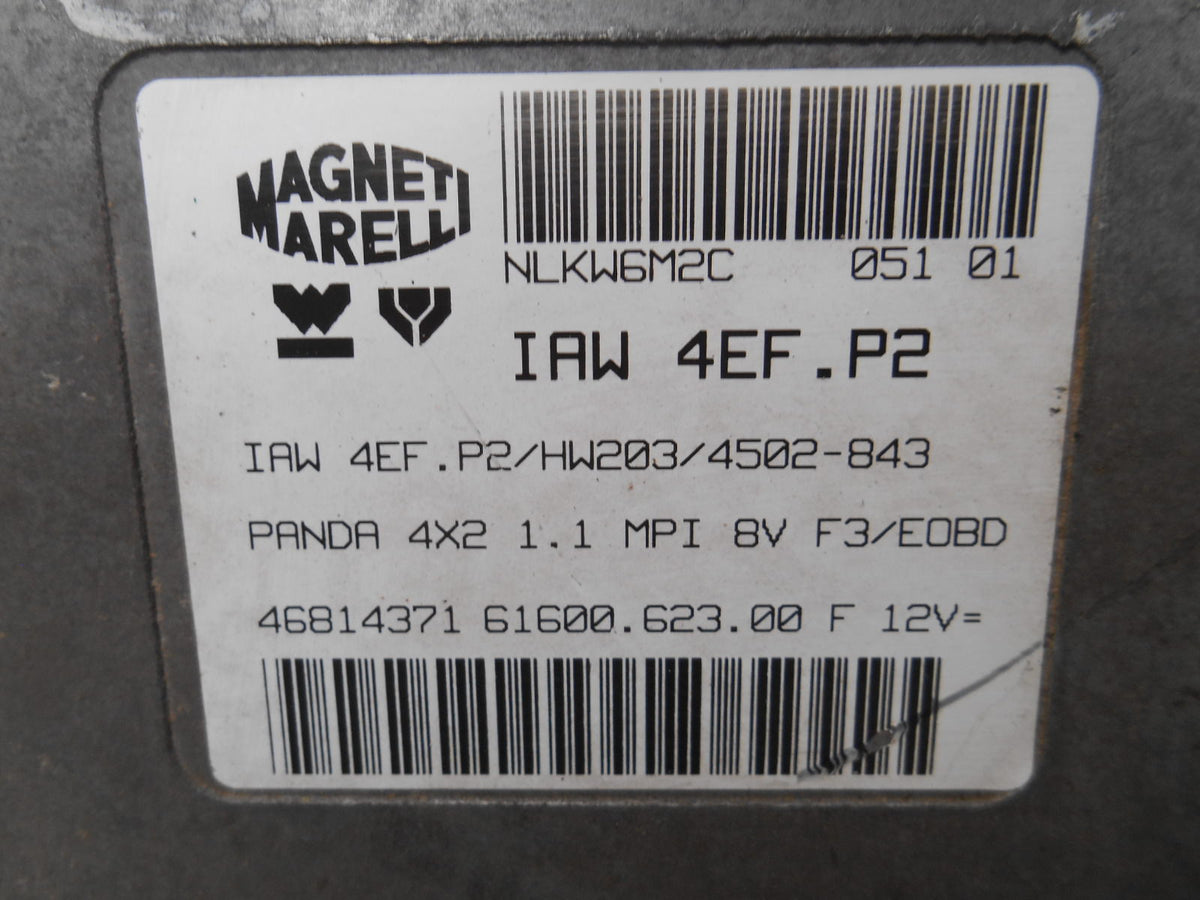 MAGNETI
MARELLI
NLKW6M2C 051 01
IAW 4EF.P2
IAW 4EF.P2/HW203/4502-843
PANDA 4X2 1.1 MPI 8V F3/EOBD
46814371 61600.623.00 F 12V=